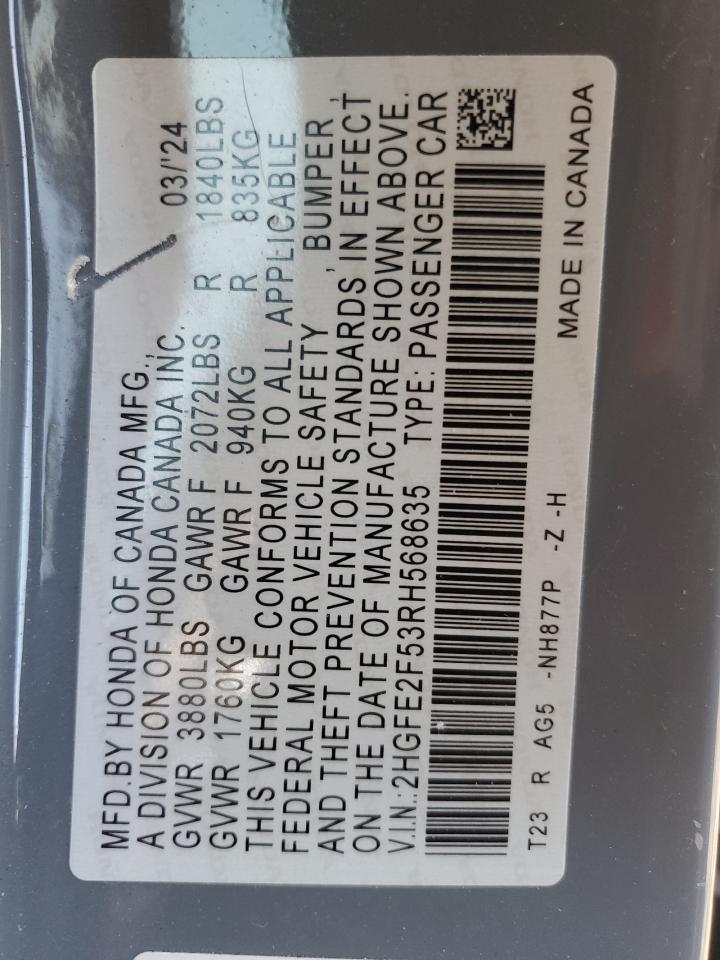 MFD.BY HONDA OF CANADA MFG.,
A DIVISION OF HONDA CANADA INC. 03/'24
GVWR 3880LBS GAWR F 2072LBS R 1840LBS
GVWR 1760KG GAWR F 940KG R 835KG
THIS VEHICLE CONFORMS TO ALL APPLICABLE
FEDERAL MOTOR VEHICLE SAFETY , BUMPER ,
AND THEFT PREVENTION STANDARDS IN EFFECT
ON THE DATE OF MANUFACTURE SHOWN ABOVE.
V.I.N.: 2HGFE2F53RH568635 TYPE: PASSENGER CAR
T23 R AG5 -NH877P -Z -H MADE IN CANADA